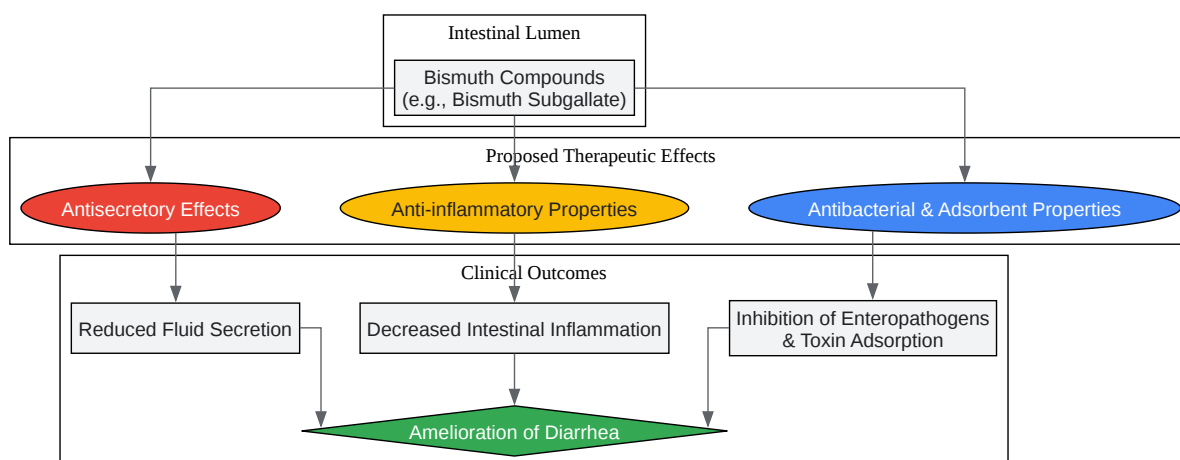 Intestinal Lumen
Bismuth Compounds
(e.g., Bismuth Subgallate)
Proposed Therapeutic Effects
Antisecretory Effects
Anti-inflammatory Properties
Antibacterial & Adsorbent Properties
Clinical Outcomes
Reduced Fluid Secretion
Decreased Intestinal Inflammation
Inhibition of Enteropathogens
& Toxin Adsorption
Amelioration of Diarrhea